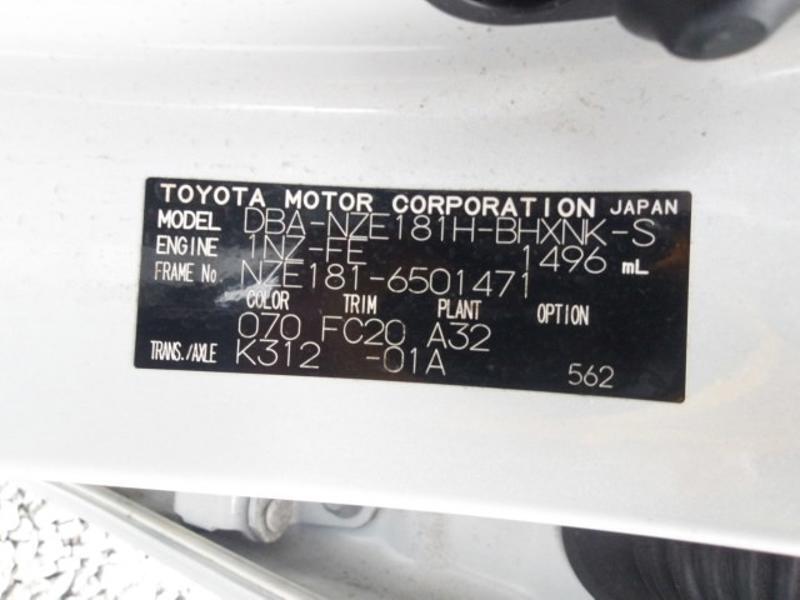 TOYOTA MOTOR CORPORATION JAPAN
MODEL DBA-NZE181H-BHXNK-S
ENGINE 1NZ-FE 1496 mL
FRAME No. NZE181-6501471
COLOR TRIM PLANT OPTION
070 FC20 A32
TRANS./AXLE K312 -01A 562